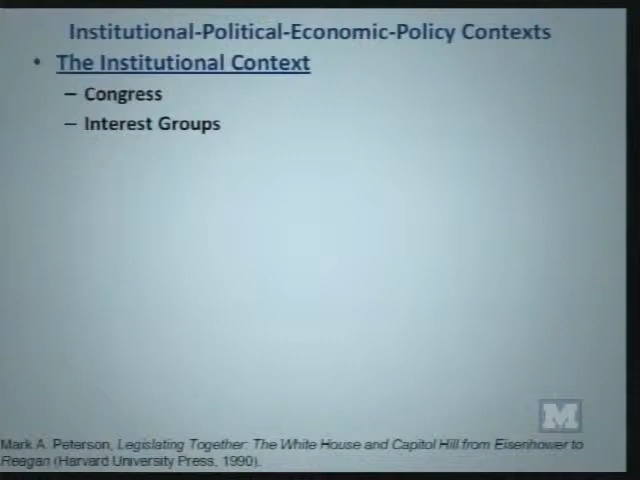 Institutional-Political-Economic-Policy Contexts
• The Institutional Context
– Congress
– Interest Groups
M
Mark A. Peterson, Legislating Together: The White House and Capitol Hill from Eisenhower to
Reagan (Harvard University Press, 1990).